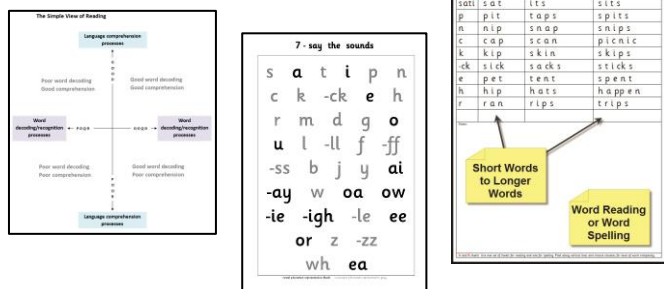 The Simple View of Reading
Language comprehension
processes
good
Poor word decoding
Good comprehension
Good word decoding
Good comprehension
Word
decoding/recognition
processes
poor
good
Word
decoding/recognition
processes
Poor word decoding
Poor comprehension
Good word decoding
Poor comprehension
poor
Language comprehension
processes
7 - say the sounds
s a t i p n
c k -ck e h
r m d g o
u l -ll f -ff
-ss b j y ai
-ay w oa ow
-ie -igh -le ee
or z -zz
wh ea
sati sat its sits
p pit taps spits
n nip snap snips
c cap scan picnic
k kip skin skips
-ck sick sacks sticks
e pet tent spent
h hip hats happen
r ran rips trips
Short Words
to Longer
Words
Word Reading
or Word
Spelling